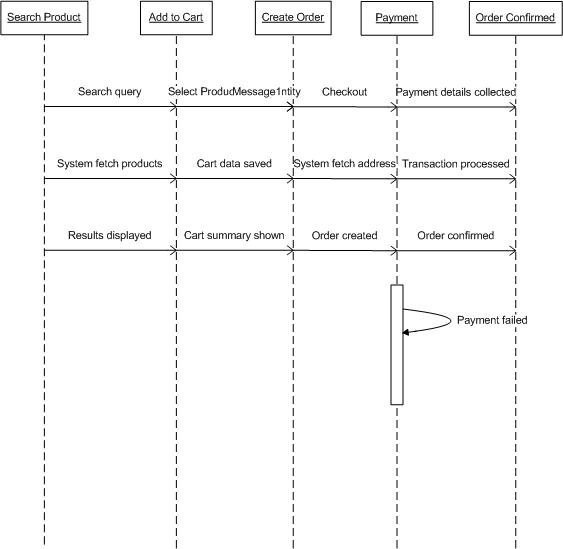 Search Product
Add to Cart
Create Order
Payment
Order Confirmed
Search query
Select ProducMessage1ntity
Checkout
Payment details collected
System fetch products
Cart data saved
System fetch address
Transaction processed
Results displayed
Cart summary shown
Order created
Order confirmed
Payment failed